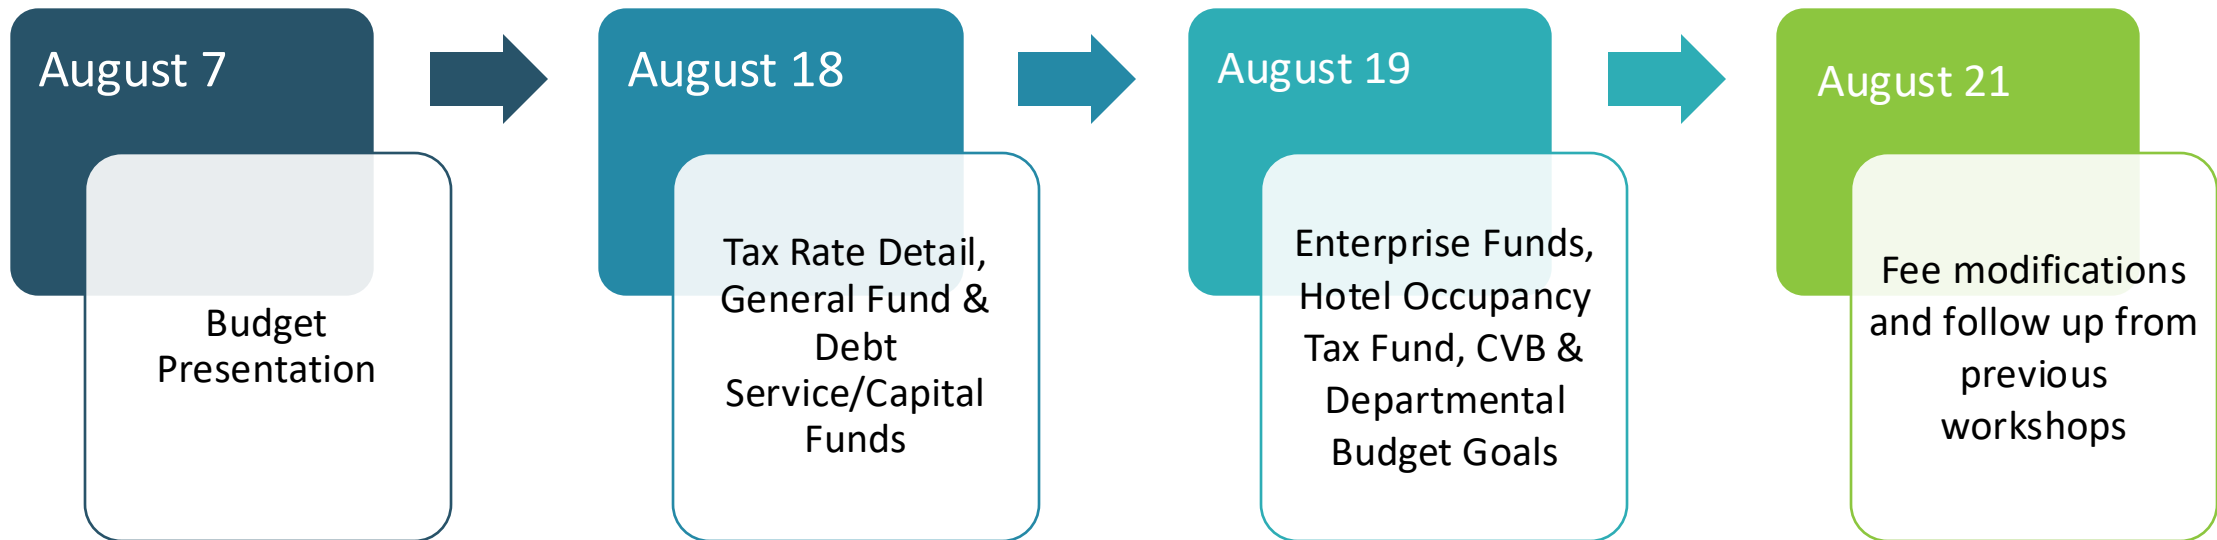 August 7
Budget
Presentation
August 18
Tax Rate Detail,
General Fund &
Debt
Service/Capital
Funds
August 19
Enterprise Funds,
Hotel Occupancy
Tax Fund, CVB &
Departmental
Budget Goals
August 21
Fee modifications
and follow up from
previous
workshops